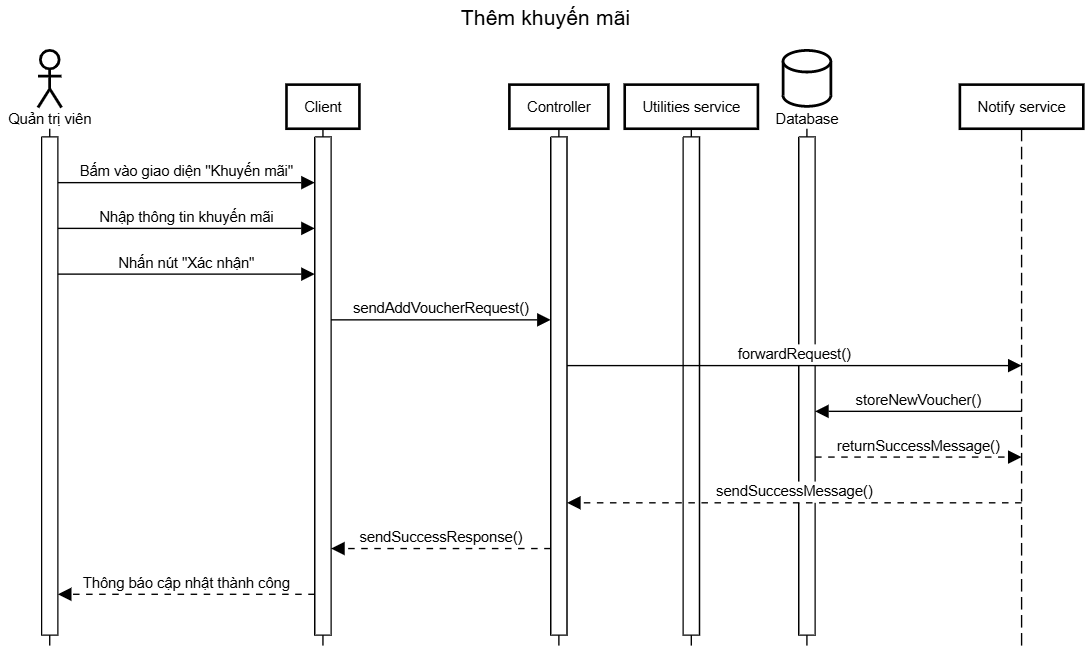 Thêm khuyến mãi
Quản trị viên
Client
Controller
Utilities service
Database
Notify service
Bấm vào giao diện "Khuyến mãi"
Nhập thông tin khuyến mãi
Nhấn nút "Xác nhận"
sendAddVoucherRequest()
forwardRequest()
storeNewVoucher()
returnSuccessMessage()
sendSuccessMessage()
sendSuccessResponse()
Thông báo cập nhật thành công